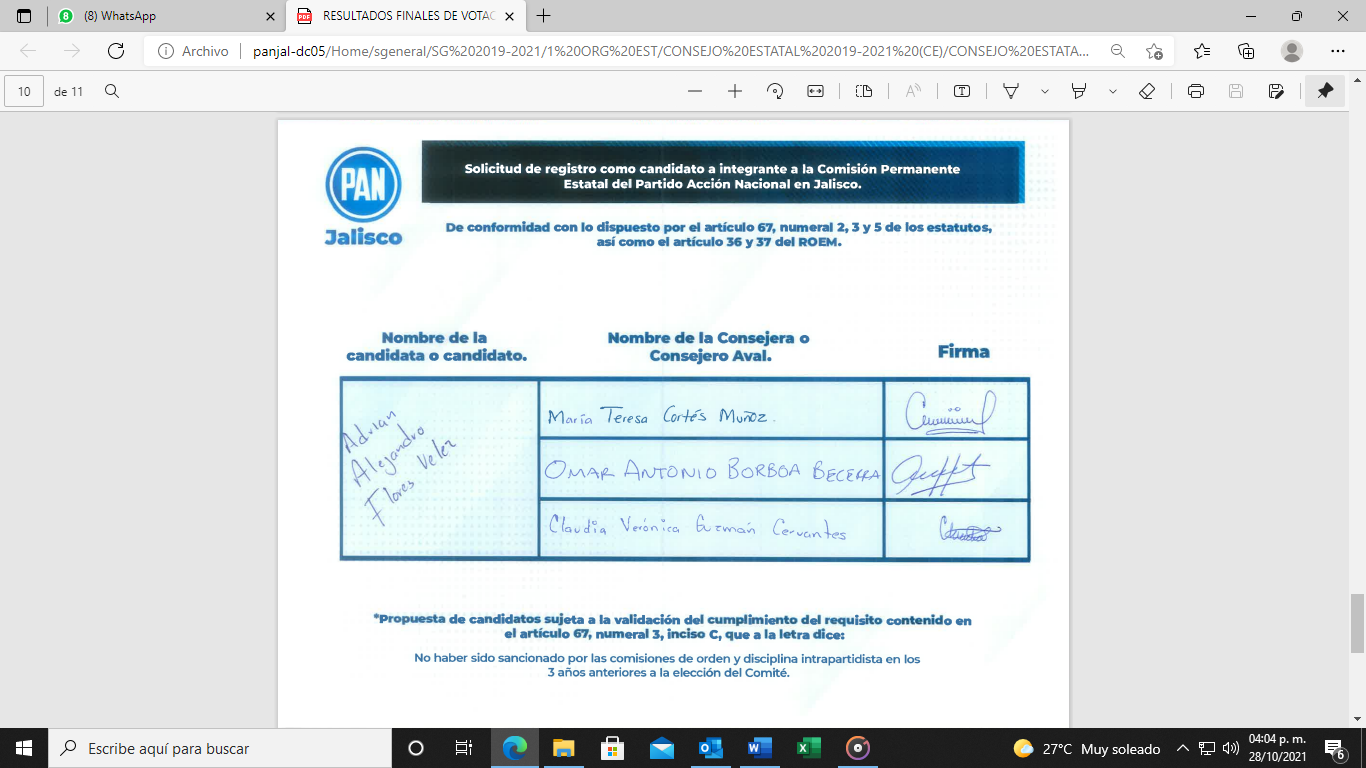 (8) WhatsApp
RESULTADOS FINALES DE VOTAC
Archivo
panjal-dc05/Home/sgeneral/SG%202019-2021/1%20ORG%20EST/CONSEJO%20ESTATAL%202019-2021%20(CE)/CONSEJO%20ESTATA...
10 de 11
PAN
Jalisco
Solicitud de registro como candidato a integrante a la Comisión Permanente
Estatal del Partido Acción Nacional en Jalisco.
De conformidad con lo dispuesto por el artículo 67, numeral 2, 3 y 5 de los estatutos,
así como el artículo 36 y 37 del ROEM.
Nombre de la
candidata o candidato.
Nombre de la Consejera o
Consejero Aval.
Firma
Adrian
Alejandro
Flores Velez
María Teresa Cortés Muñoz.
OMAR ANTONIO BORBOA BECERRA
Claudia Verónica Guzmán Cervantes
*Propuesta de candidatos sujeta a la validación del cumplimiento del requisito contenido en
el artículo 67, numeral 3, inciso C, que a la letra dice:
No haber sido sancionado por las comisiones de orden y disciplina intrapartidista en los
3 años anteriores a la elección del Comité.
Escribe aquí para buscar
27°C Muy soleado
04:04 p. m.
28/10/2021
6